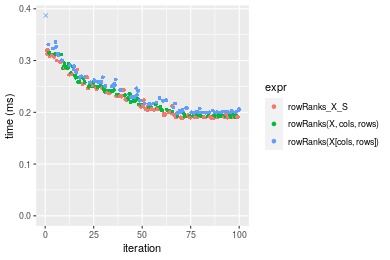 0.4
0.3
0.2
0.1
0.0
0
25
50
75
100
iteration
time (ms)
expr
rowRanks_X_S
rowRanks(X, cols, rows)
rowRanks(X[cols, rows])